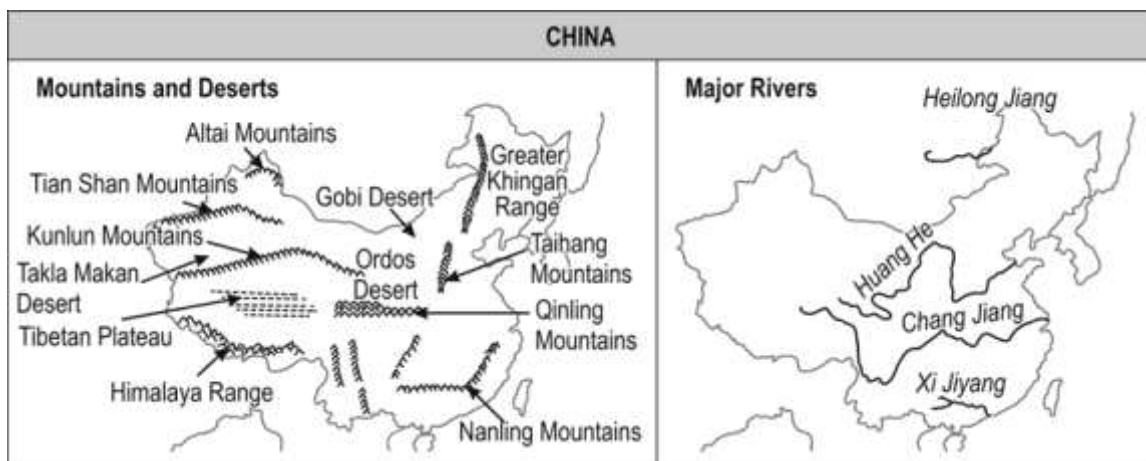 CHINA
Mountains and Deserts
Altai Mountains
Tian Shan Mountains
Kunlun Mountains
Takla Makan
Desert
Tibetan Plateau
Himalaya Range
Gobi Desert
Greater
Khingan
Range
Ordos
Desert
Taihang
Mountains
Qinling
Mountains
Nanling Mountains
Major Rivers
Heilong Jiang
Huang He
Chang Jiang
Xi Jiyang